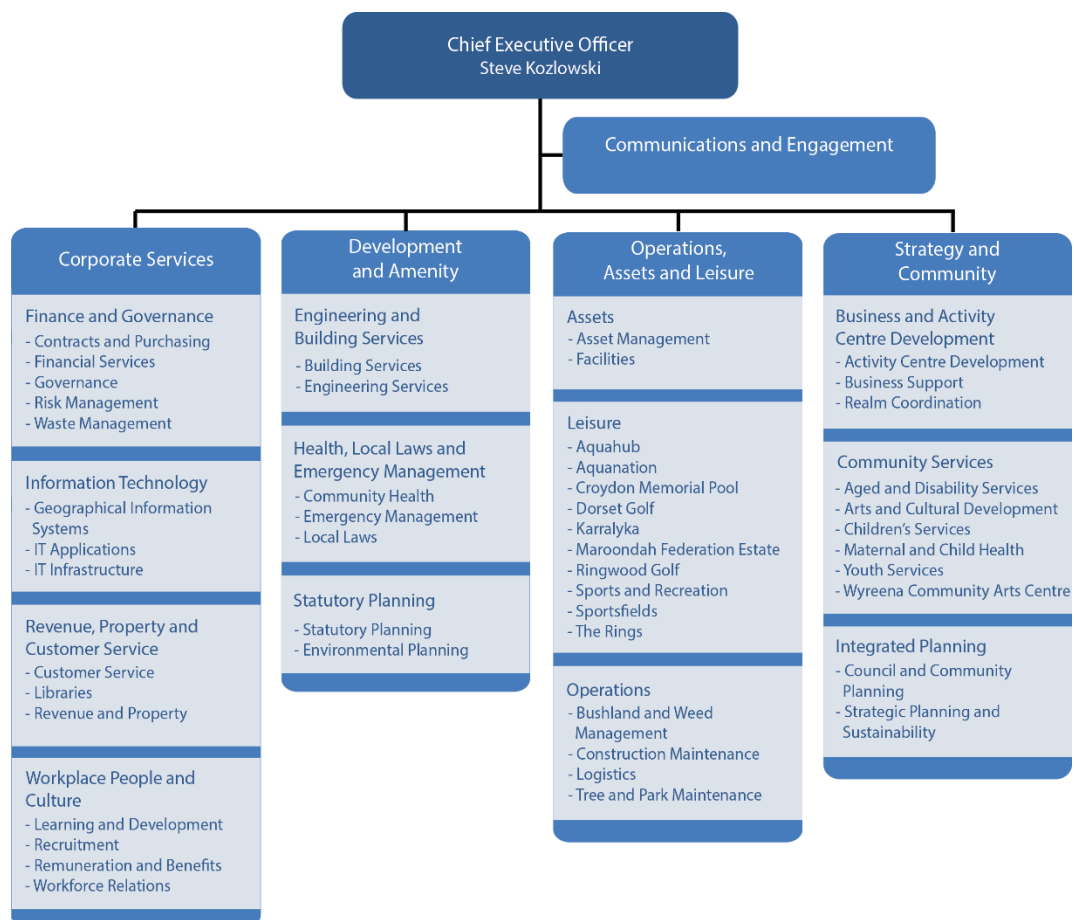 Chief Executive Officer
Steve Kozlowski
Communications and Engagement
Corporate Services
Finance and Governance
- Contracts and Purchasing
- Financial Services
- Governance
- Risk Management
- Waste Management
Information Technology
- Geographical Information
Systems
- IT Applications
- IT Infrastructure
Revenue, Property and
Customer Service
- Customer Service
- Libraries
- Revenue and Property
Workplace People and
Culture
- Learning and Development
- Recruitment
- Remuneration and Benefits
- Workforce Relations
Development
and Amenity
Engineering and
Building Services
- Building Services
- Engineering Services
Health, Local Laws and
Emergency Management
- Community Health
- Emergency Management
- Local Laws
Statutory Planning
- Statutory Planning
- Environmental Planning
Operations,
Assets and Leisure
Assets
- Asset Management
- Facilities
Leisure
- Aquahub
- Aquanation
- Croydon Memorial Pool
- Dorset Golf
- Karralyka
- Maroondah Federation Estate
- Ringwood Golf
- Sports and Recreation
- Sportsfields
- The Rings
Operations
- Bushland and Weed
Management
- Construction Maintenance
- Logistics
- Tree and Park Maintenance
Strategy and
Community
Business and Activity
Centre Development
- Activity Centre Development
- Business Support
- Realm Coordination
Community Services
- Aged and Disability Services
- Arts and Cultural Development
- Children's Services
- Maternal and Child Health
- Youth Services
- Wyreena Community Arts Centre
Integrated Planning
- Council and Community
Planning
- Strategic Planning and
Sustainability